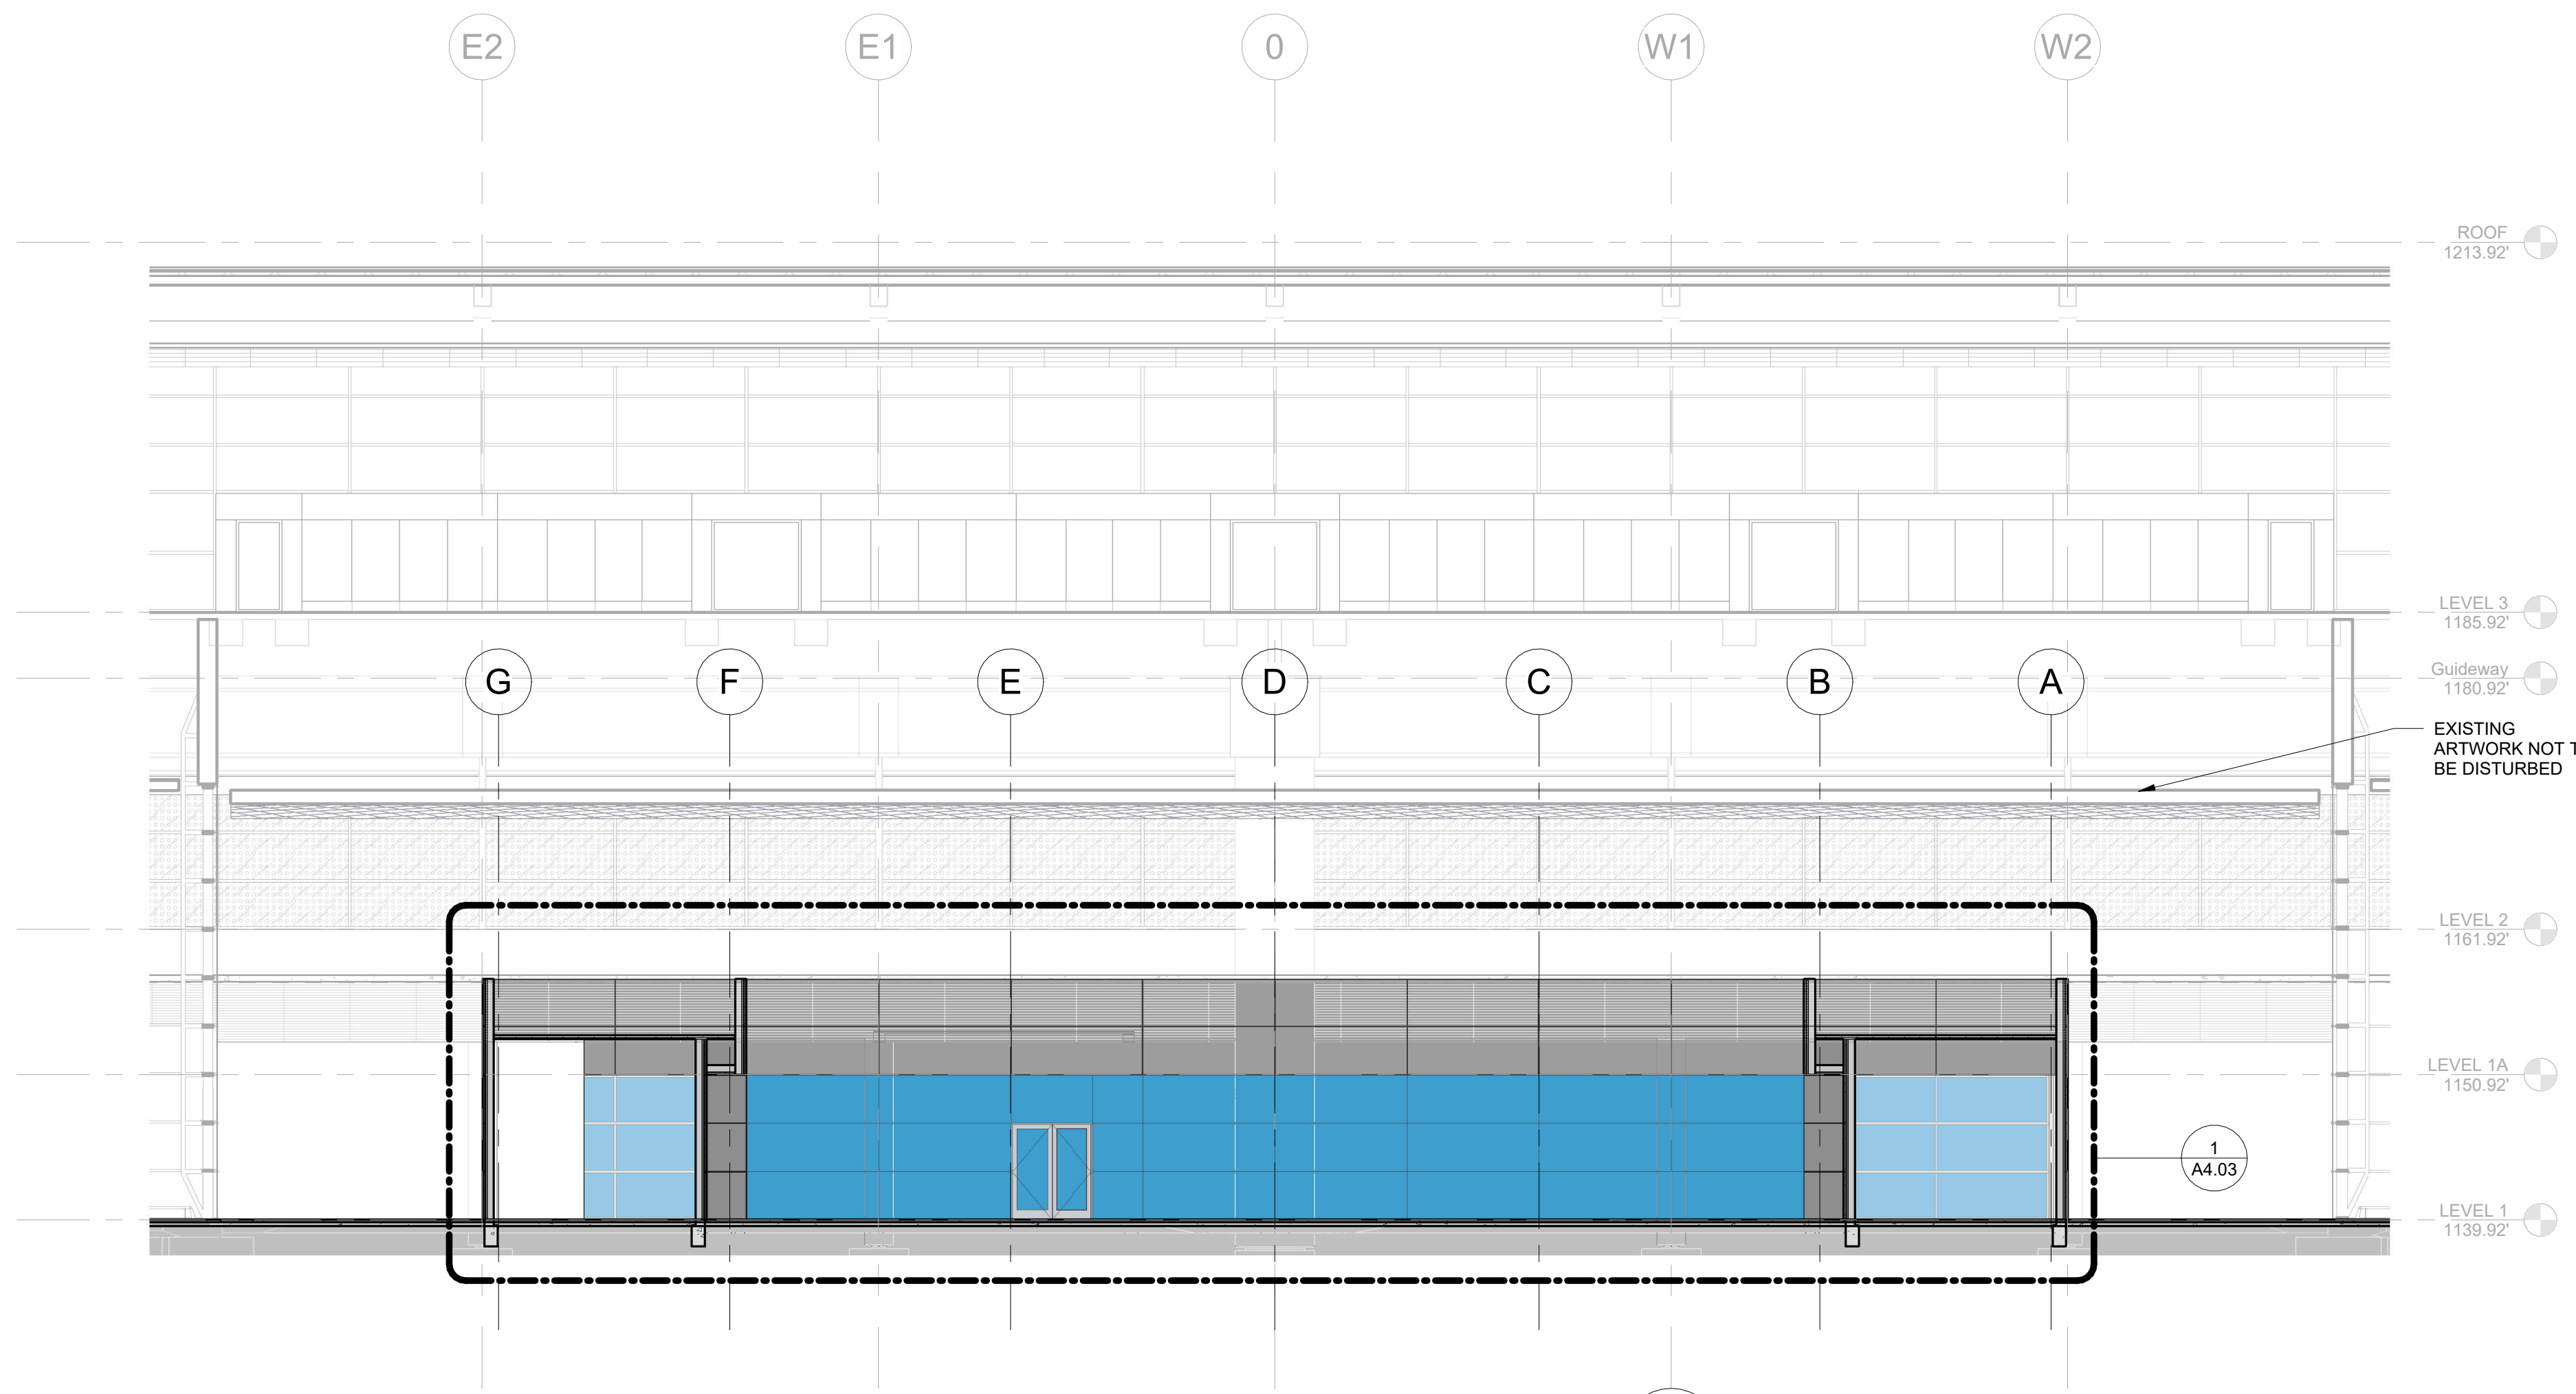 E2
E1
0
W1
W2
ROOF
1213.92'
LEVEL 3
1185.92'
Guideway
1180.92'
G
F
E
D
C
B
A
EXISTING
ARTWORK NOT T
BE DISTURBED
LEVEL 2
1161.92'
LEVEL 1A
1150.92'
1
A4.03
LEVEL 1
1139.92'